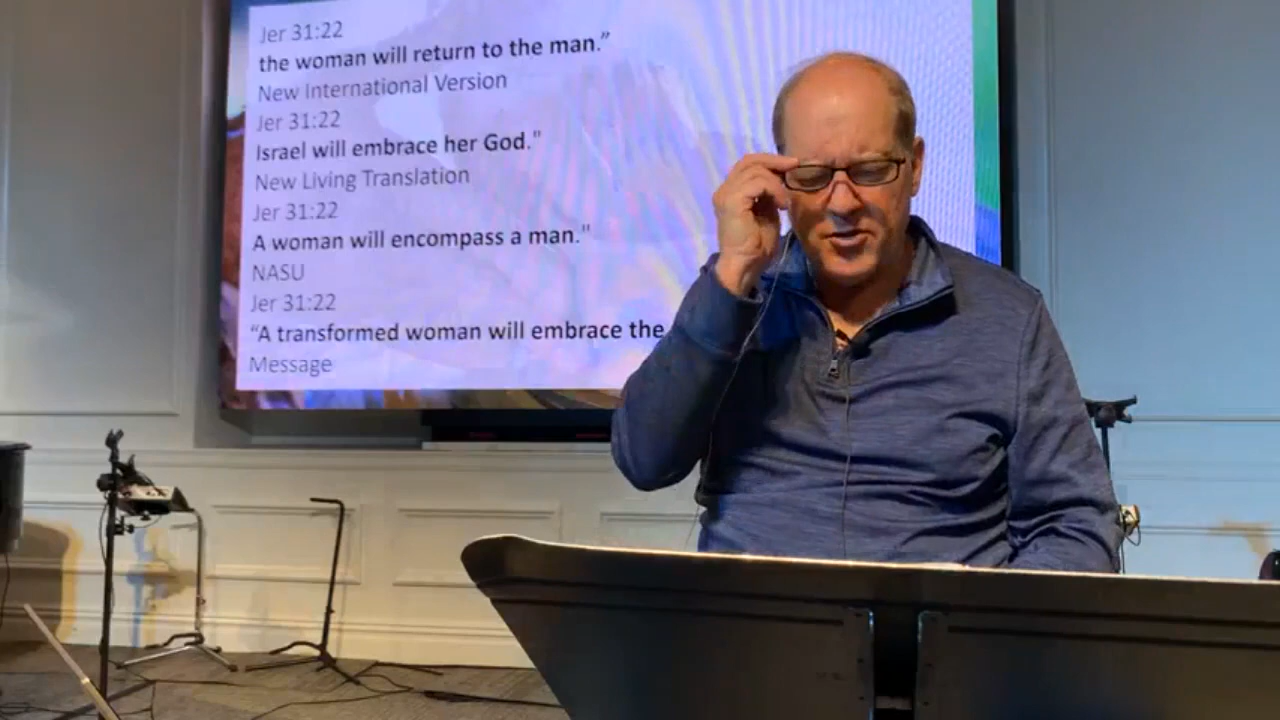 Jer 31:22
the woman will return to the man.”
New International Version
Jer 31:22
Israel will embrace her God."
New Living Translation
Jer 31:22
A woman will encompass a man."
NASU
Jer 31:22
“A transformed woman will embrace the
Message